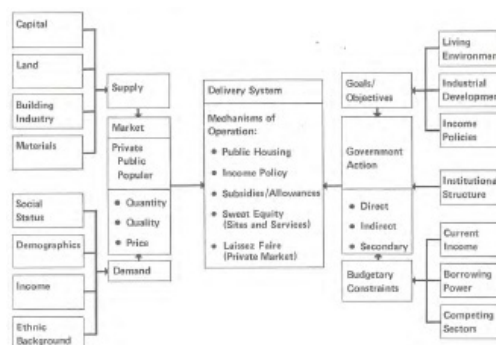 Capital
Land
Building
Industry
Materials
Social
Status
Demographics
Income
Ethnic
Background
Supply
Market
Private
Public
Popular
• Quantity
• Quality
• Price
Demand
Delivery System
Mechanisms of
Operation:
• Public Housing
• Income Policy
• Subsidies/Allowances
• Sweat Equity
(Sites and Services)
• Laissez Faire
(Private Market)
Goals/
Objectives
Government
Action
• Direct
• Indirect
• Secondary
Budgetary
Constraints
Living
Environment
Industrial
Development
Income
Policies
Institutional
Structure
Current
Income
Borrowing
Power
Competing
Sectors